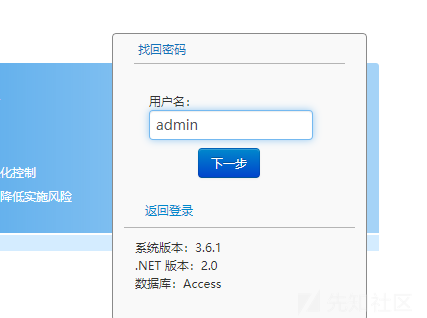 找回密码
用户名：
admin
下一步
化控制
降低实施风险
返回登录
系统版本：3.6.1
.NET 版本：2.0
数据库：Access
先知社区